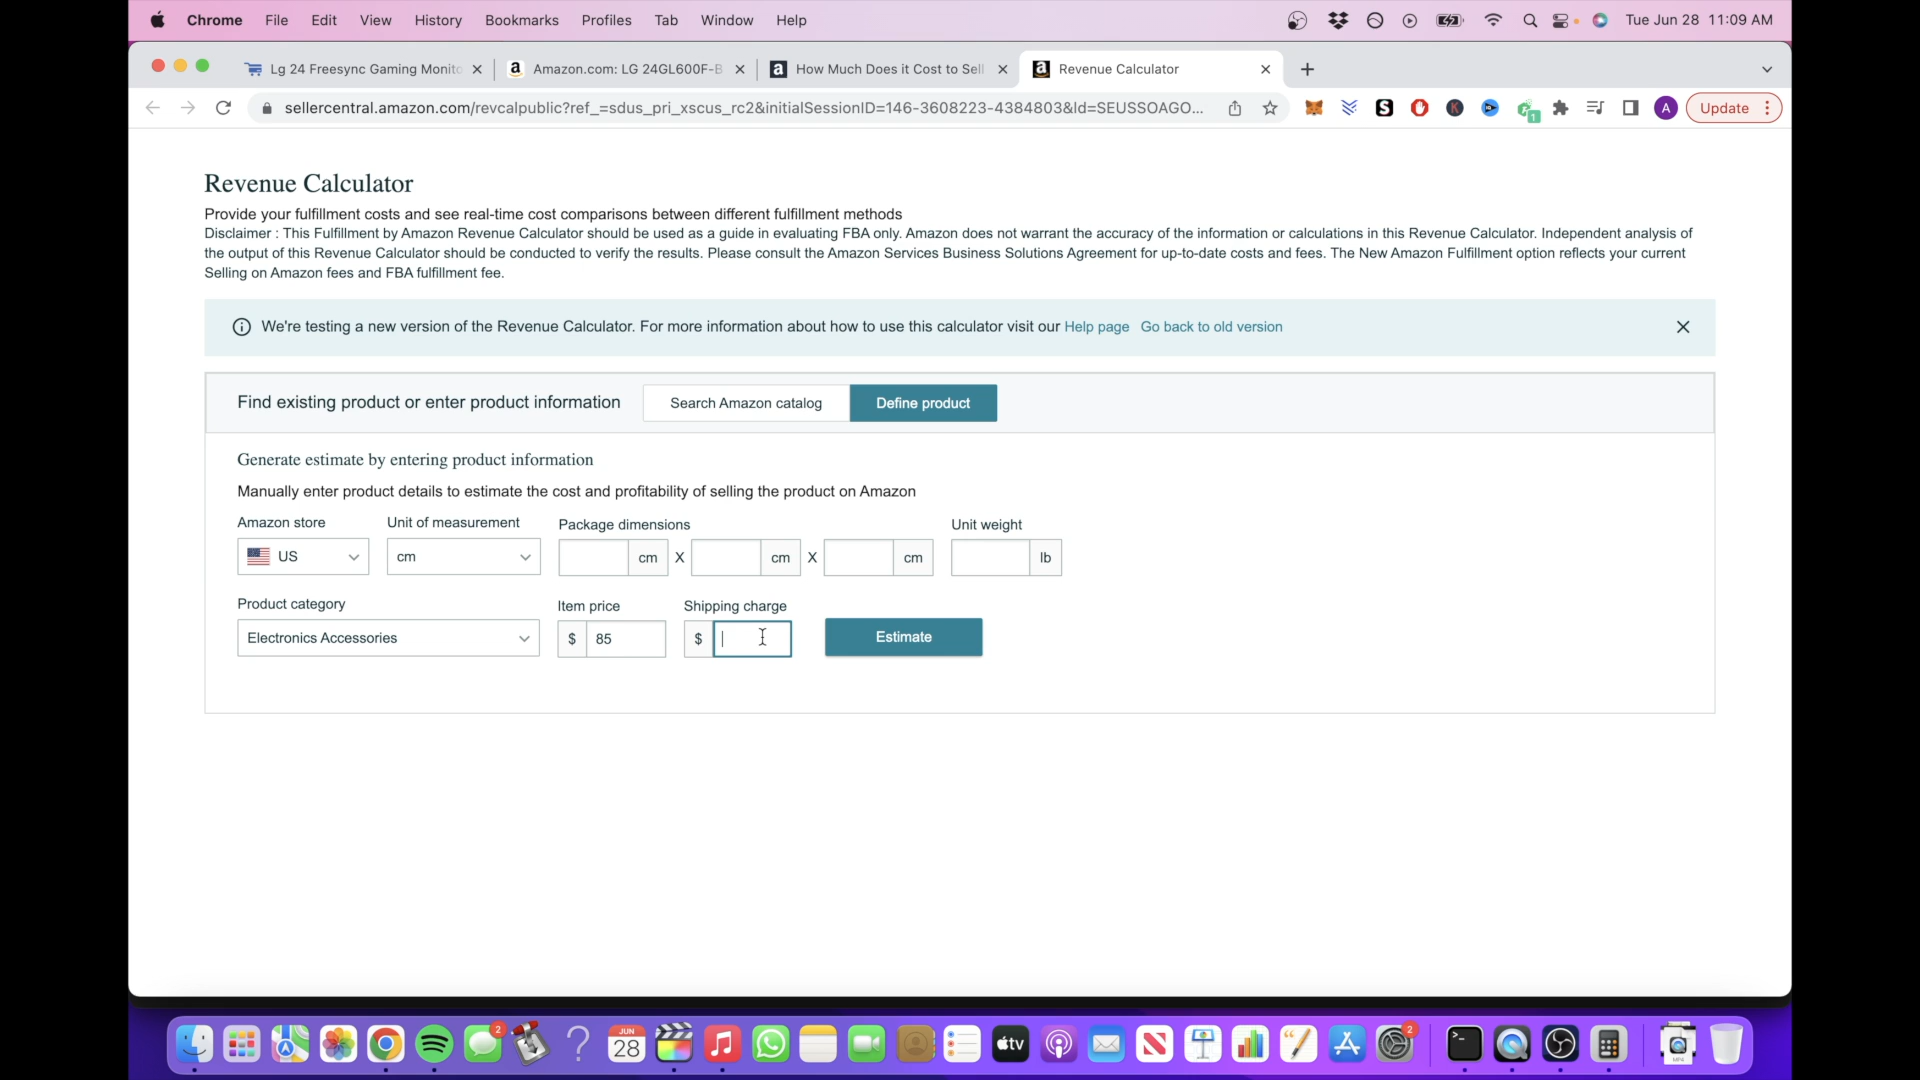 Chrome File Edit View History Bookmarks Profiles Tab Window Help Tue Jun 28 11:09 AM
Lg 24 Freesync Gaming Monito Amazon.com: LG 24GL600F-B How Much Does it Cost to Sell Revenue Calculator
sellercentral.amazon.com/revcalpublic?ref_=sdus_pri_xscus_rc2&initialSessionID=146-3608223-4384803&ld=SEUSSOAGO... 1 A Update
Revenue Calculator
Provide your fulfillment costs and see real-time cost comparisons between different fulfillment methods
Disclaimer : This Fulfillment by Amazon Revenue Calculator should be used as a guide in evaluating FBA only. Amazon does not warrant the accuracy of the information or calculations in this Revenue Calculator. Independent analysis of
the output of this Revenue Calculator should be conducted to verify the results. Please consult the Amazon Services Business Solutions Agreement for up-to-date costs and fees. The New Amazon Fulfillment option reflects your current
Selling on Amazon fees and FBA fulfillment fee.
We're testing a new version of the Revenue Calculator. For more information about how to use this calculator visit our Help page Go back to old version
Find existing product or enter product information Search Amazon catalog Define product
Generate estimate by entering product information
Manually enter product details to estimate the cost and profitability of selling the product on Amazon
Amazon store Unit of measurement Package dimensions Unit weight
US cm cm X cm X cm lb
Product category Item price Shipping charge
Electronics Accessories $ 85 $ Estimate
2 JUN 28 tv 2